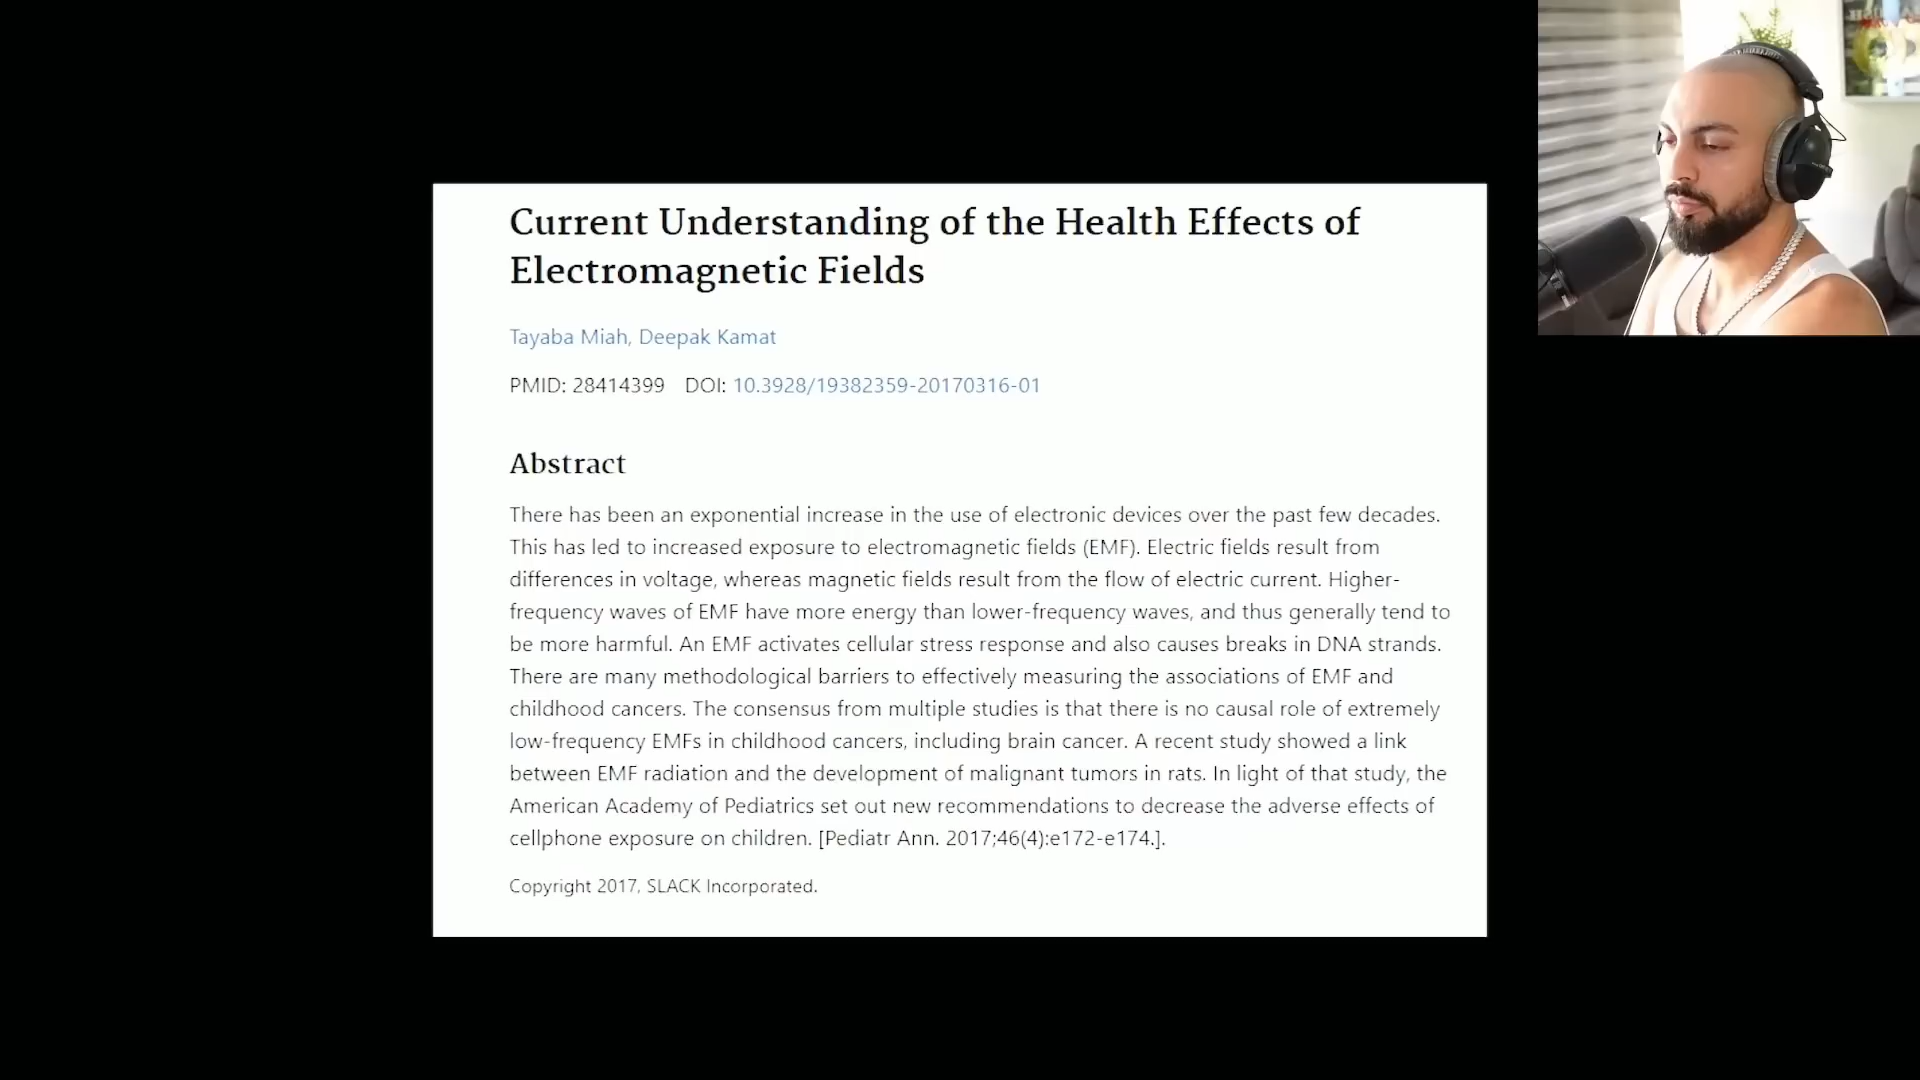 Current Understanding of the Health Effects of
Electromagnetic Fields
Tayaba Miah, Deepak Kamat
PMID: 28414399 DOI: 10.3928/19382359-20170316-01
Abstract
There has been an exponential increase in the use of electronic devices over the past few decades.
This has led to increased exposure to electromagnetic fields (EMF). Electric fields result from
differences in voltage, whereas magnetic fields result from the flow of electric current. Higher-
frequency waves of EMF have more energy than lower-frequency waves, and thus generally tend to
be more harmful. An EMF activates cellular stress response and also causes breaks in DNA strands.
There are many methodological barriers to effectively measuring the associations of EMF and
childhood cancers. The consensus from multiple studies is that there is no causal role of extremely
low-frequency EMFs in childhood cancers, including brain cancer. A recent study showed a link
between EMF radiation and the development of malignant tumors in rats. In light of that study, the
American Academy of Pediatrics set out new recommendations to decrease the adverse effects of
cellphone exposure on children. [Pediatr Ann. 2017;46(4):e172-e174.].
Copyright 2017, SLACK Incorporated.